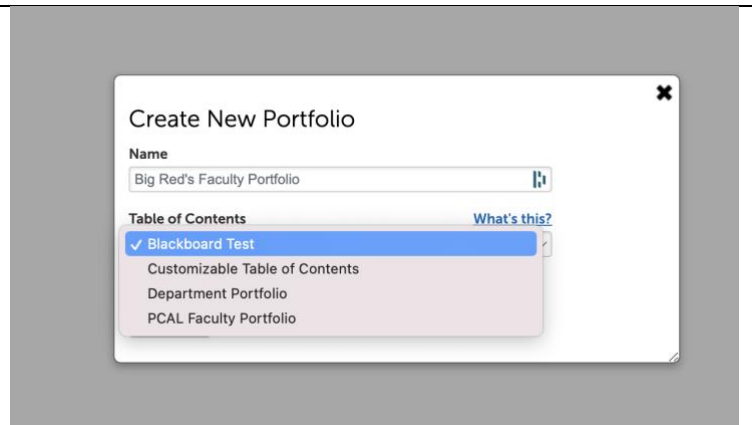 Create New Portfolio
Name
Big Red's Faculty Portfolio
Table of Contents What's this?
Blackboard Test
Customizable Table of Contents
Department Portfolio
PCAL Faculty Portfolio